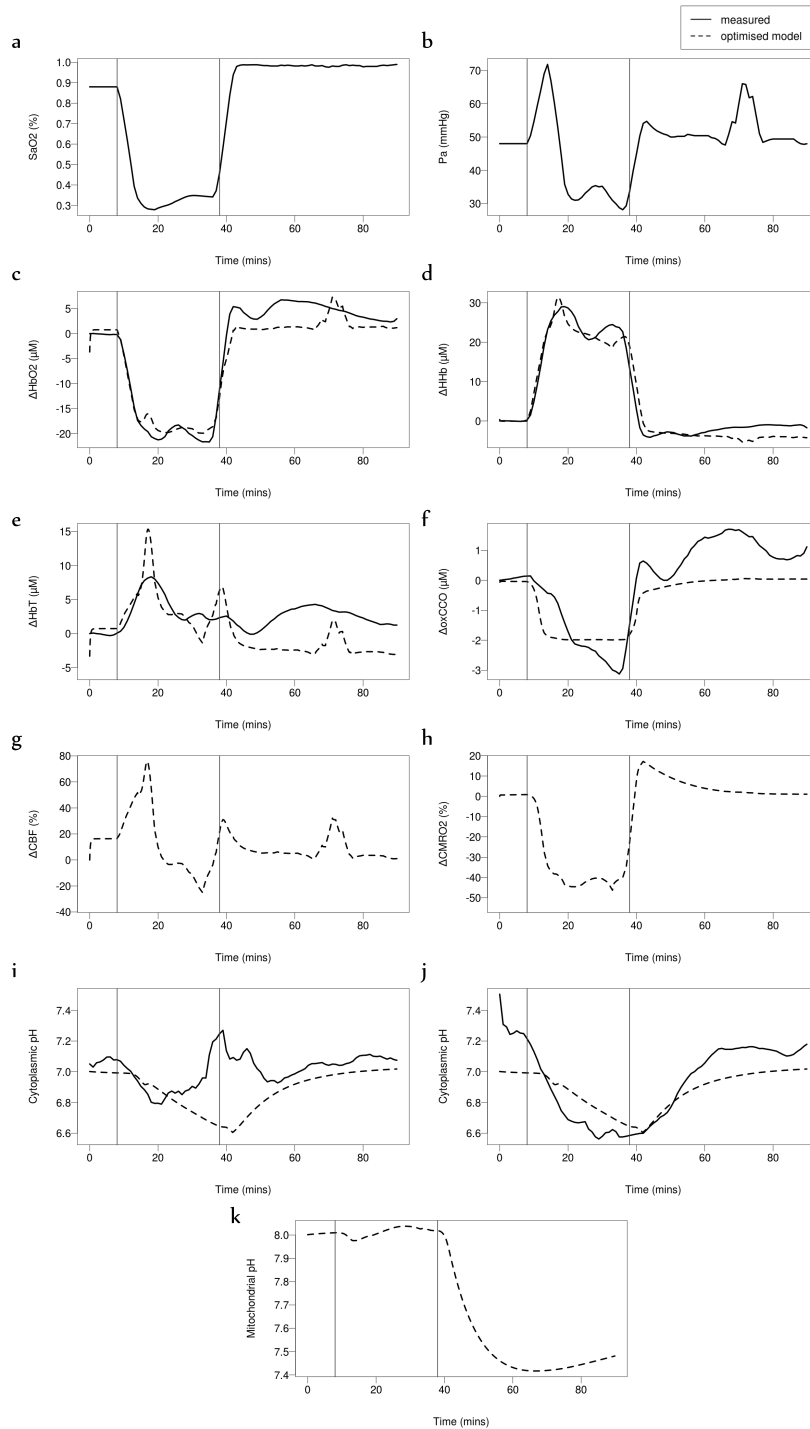 measured
optimised model
a
SaO2 (%)
1.0
0.9
0.8
0.7
0.6
0.5
0.4
0.3
0 20 40 60 80
Time (mins)
b
Pa (mmHg)
70
60
50
40
30
0 20 40 60 80
Time (mins)
c
ΔHbO2 (μM)
5
0
-5
-10
-15
-20
0 20 40 60 80
Time (mins)
d
ΔHHb (μM)
30
20
10
0
0 20 40 60 80
Time (mins)
e
ΔHbT (μM)
15
10
5
0
-5
0 20 40 60 80
Time (mins)
f
ΔoxCCO (μM)
1
0
-1
-2
-3
0 20 40 60 80
Time (mins)
g
ΔCBF (%)
80
60
40
20
0
-20
-40
0 20 40 60 80
Time (mins)
h
ΔCMRO2 (%)
20
10
0
-10
-20
-30
-40
-50
0 20 40 60 80
Time (mins)
i
Cytoplasmic pH
7.4
7.2
7.0
6.8
6.6
0 20 40 60 80
Time (mins)
j
Cytoplasmic pH
7.4
7.2
7.0
6.8
6.6
0 20 40 60 80
Time (mins)
k
Mitochondrial pH
8.0
7.9
7.8
7.7
7.6
7.5
7.4
0 20 40 60 80
Time (mins)